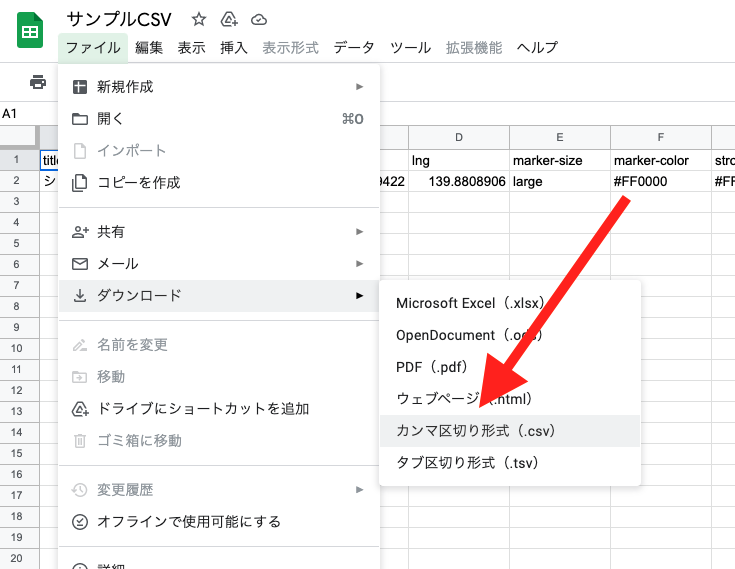 サンプルCSV
ファイル 編集 表示 挿入 表示形式 データ ツール 拡張機能 ヘルプ
A1
新規作成
開く ⌘O
インポート
コピーを作成
共有
メール
ダウンロード
名前を変更
移動
ドライブにショートカットを追加
ゴミ箱に移動
変更履歴
オフラインで使用可能にする
詳細
Microsoft Excel（.xlsx）
OpenDocument（.ods）
PDF（.pdf）
ウェブページ（.html）
カンマ区切り形式（.csv）
タブ区切り形式（.tsv）
D E F
1 title lng marker-size marker-color stro
2 シ 9422 139.8808906 large #FF0000 #FF
3
4
5
6
7
8
9
10
11
12
13
14
15
16
17
18
19
20